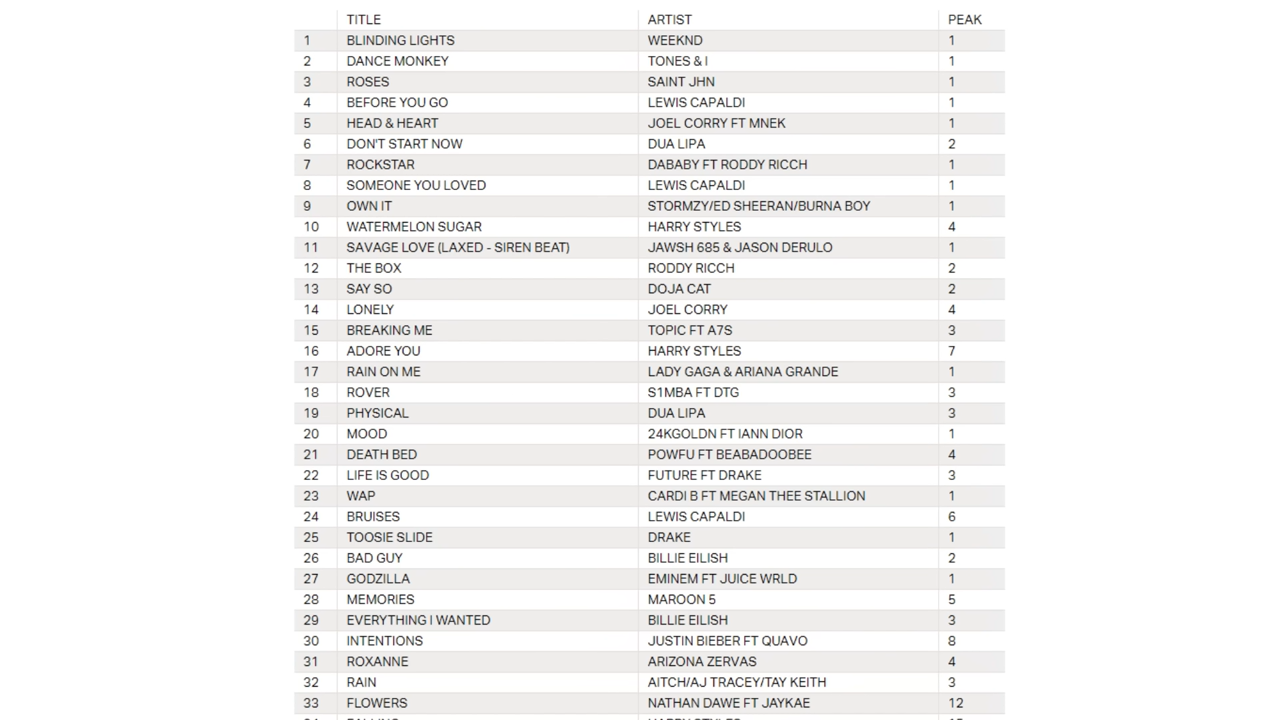 TITLE ARTIST PEAK
1 BLINDING LIGHTS WEEKND 1
2 DANCE MONKEY TONES & I 1
3 ROSES SAINT JHN 1
4 BEFORE YOU GO LEWIS CAPALDI 1
5 HEAD & HEART JOEL CORRY FT MNEK 1
6 DON'T START NOW DUA LIPA 2
7 ROCKSTAR DABABY FT RODDY RICCH 1
8 SOMEONE YOU LOVED LEWIS CAPALDI 1
9 OWN IT STORMZY/ED SHEERAN/BURNA BOY 1
10 WATERMELON SUGAR HARRY STYLES 4
11 SAVAGE LOVE (LAXED - SIREN BEAT) JAWSH 685 & JASON DERULO 1
12 THE BOX RODDY RICCH 2
13 SAY SO DOJA CAT 2
14 LONELY JOEL CORRY 4
15 BREAKING ME TOPIC FT A7S 3
16 ADORE YOU HARRY STYLES 7
17 RAIN ON ME LADY GAGA & ARIANA GRANDE 1
18 ROVER S1MBA FT DTG 3
19 PHYSICAL DUA LIPA 3
20 MOOD 24KGOLDN FT IANN DIOR 1
21 DEATH BED POWFU FT BEABADOOBEE 4
22 LIFE IS GOOD FUTURE FT DRAKE 3
23 WAP CARDI B FT MEGAN THEE STALLION 1
24 BRUISES LEWIS CAPALDI 6
25 TOOSIE SLIDE DRAKE 1
26 BAD GUY BILLIE EILISH 2
27 GODZILLA EMINEM FT JUICE WRLD 1
28 MEMORIES MAROON 5 5
29 EVERYTHING I WANTED BILLIE EILISH 3
30 INTENTIONS JUSTIN BIEBER FT QUAVO 8
31 ROXANNE ARIZONA ZERVAS 4
32 RAIN AITCH/AJ TRACEY/TAY KEITH 3
33 FLOWERS NATHAN DAWE FT JAYKAE 12